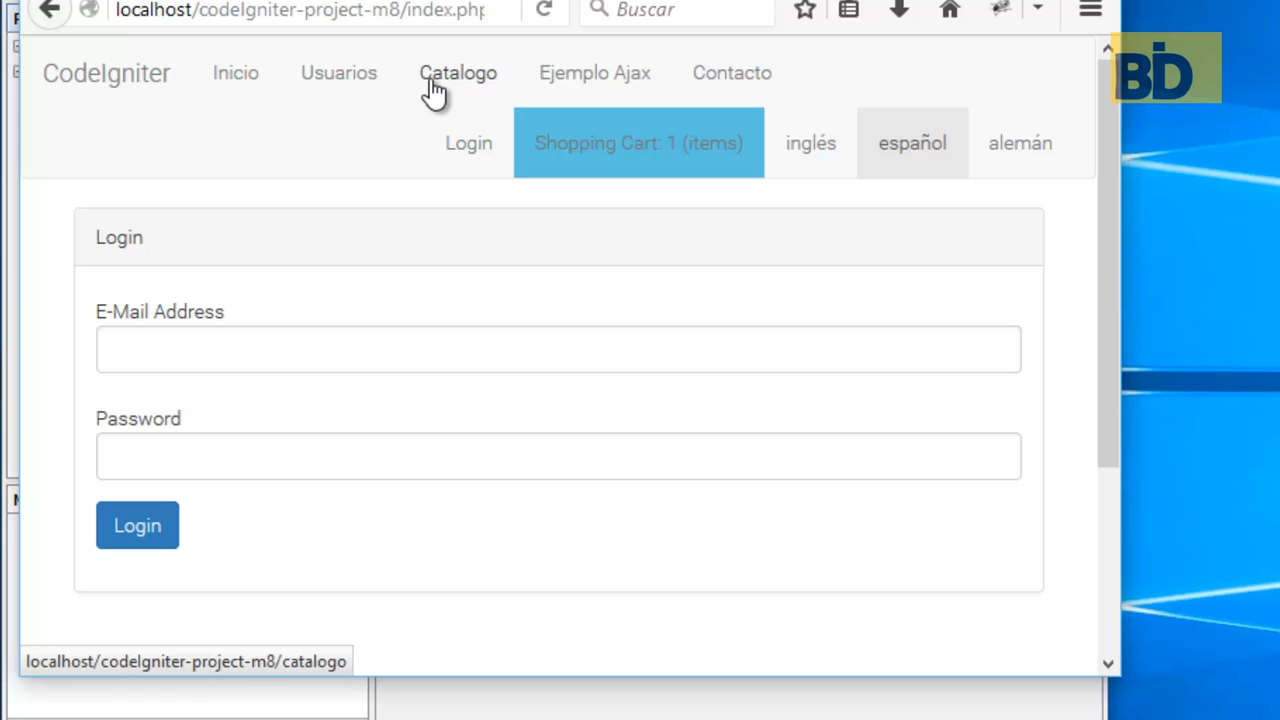 localhost/codeIgniter-project-m8/index.php
Buscar
BID
CodeIgniter Inicio Usuarios Catalogo Ejemplo Ajax Contacto
Login Shopping Cart: 1 (items) inglés español alemán
Login
E-Mail Address
Password
Login
localhost/codeIgniter-project-m8/catalogo